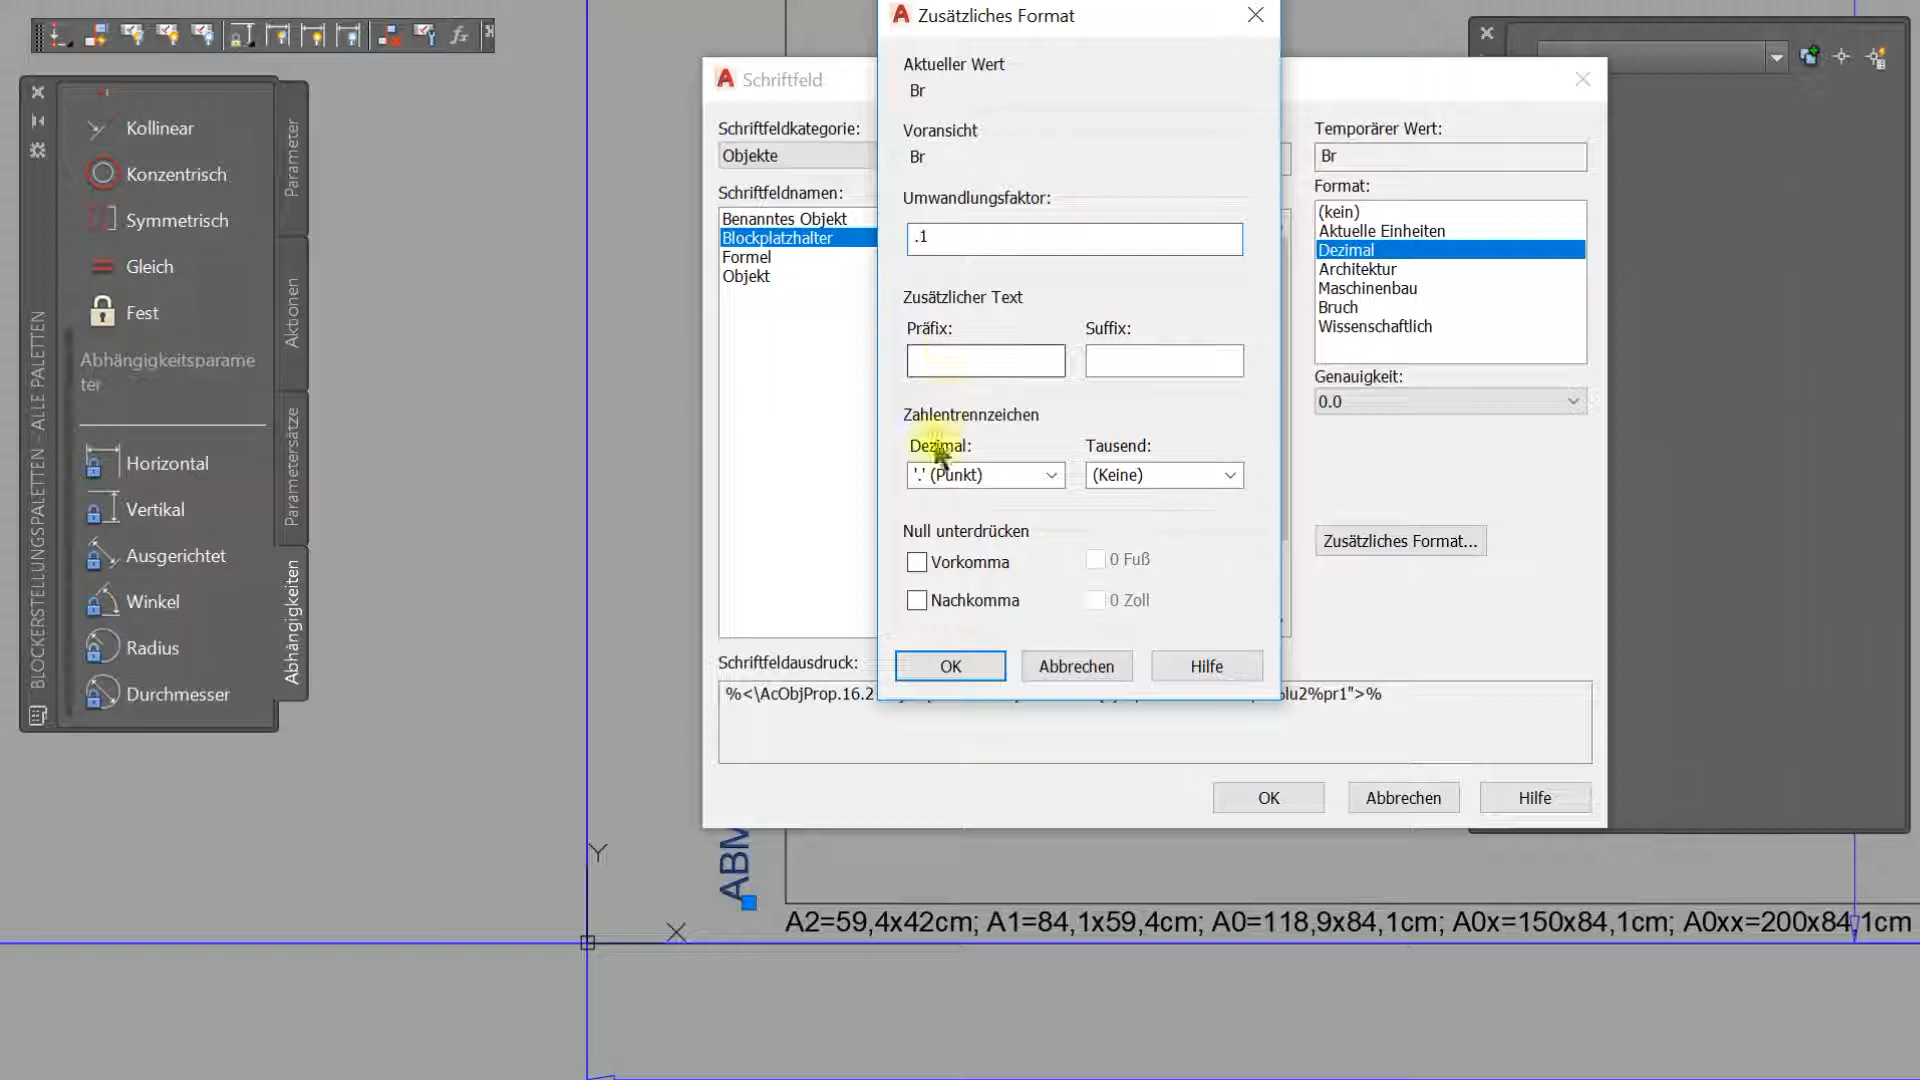 Zusätzliches Format
Aktueller Wert
Br
Voransicht
Br
Umwandlungsfaktor:
.1
Zusätzlicher Text
Präfix:
Suffix:
Zahlentrennzeichen
Dezimal:
Tausend:
'.' (Punkt)
(Keine)
Null unterdrücken
Vorkomma
0 Fuß
Nachkomma
0 Zoll
OK
Abbrechen
Hilfe
Schriftfeld
Schriftfeldkategorie:
Objekte
Schriftfeldnamen:
Benanntes Objekt
Blockplatzhalter
Formel
Objekt
Temporärer Wert:
Br
Format:
(kein)
Aktuelle Einheiten
Dezimal
Architektur
Maschinenbau
Bruch
Wissenschaftlich
Genauigkeit:
0.0
Zusätzliches Format...
Schriftfeldausdruck:
%<\AcObjProp.16.2
lu2%pr1">%
OK
Abbrechen
Hilfe
Kollinear
Konzentrisch
Symmetrisch
Gleich
Fest
Abhängigkeitsparame
ter
Horizontal
Vertikal
Ausgerichtet
Winkel
Radius
Durchmesser
Parameter
Aktionen
Parametersätze
Abhängigkeiten
BLOCKERSTELLUNGSPALETTEN - ALLE PALETTEN
fx
Y
X
ABM
A2=59,4x42cm; A1=84,1x59,4cm; A0=118,9x84,1cm; A0x=150x84,1cm; A0xx=200x84,1cm